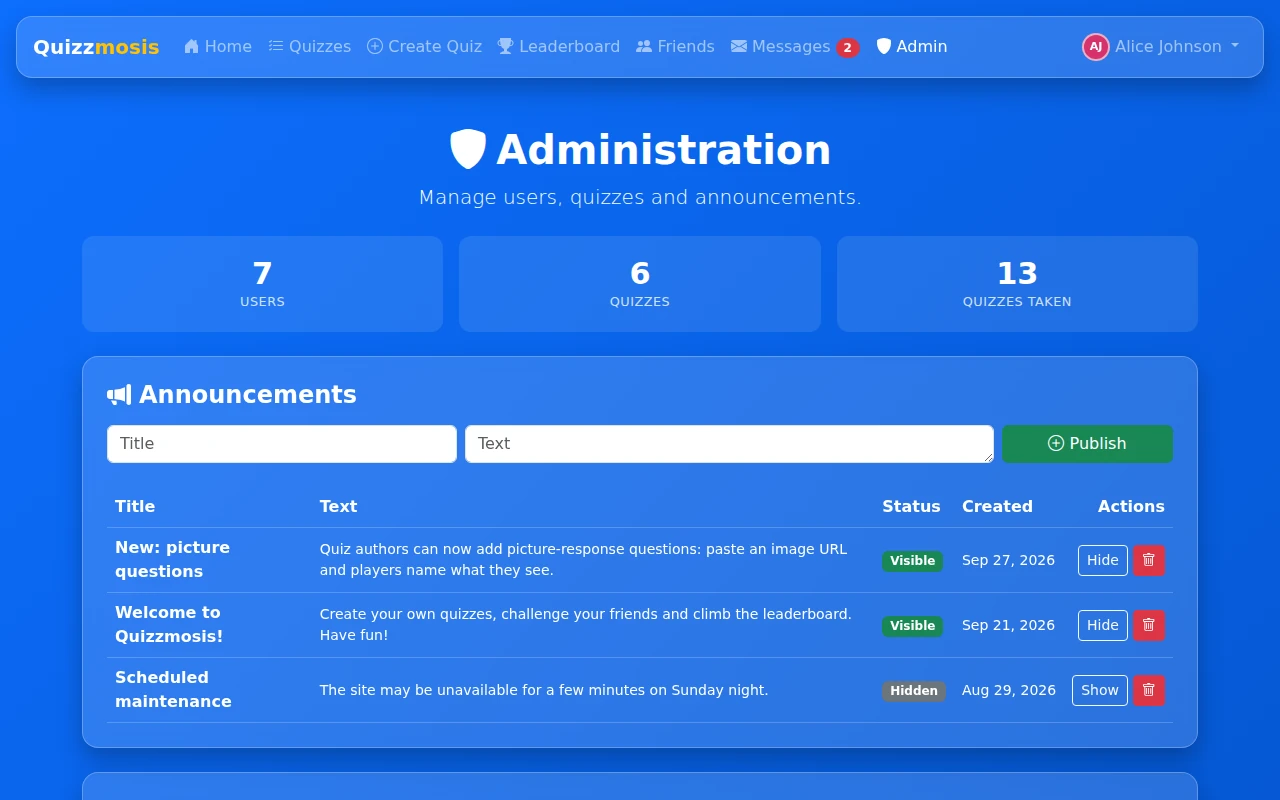 Quizzmosis Home Quizzes Create Quiz Leaderboard Friends Messages 2 Admin AJ Alice Johnson
Administration
Manage users, quizzes and announcements.
7
USERS
6
QUIZZES
13
QUIZZES TAKEN
Announcements
Title Text Publish
Title Text Status Created Actions
New: picture questions
Quiz authors can now add picture-response questions: paste an image URL
and players name what they see.
Visible Sep 27, 2026 Hide
Welcome to Quizzmosis!
Create your own quizzes, challenge your friends and climb the leaderboard.
Have fun!
Visible Sep 21, 2026 Hide
Scheduled maintenance
The site may be unavailable for a few minutes on Sunday night.
Hidden Aug 29, 2026 Show